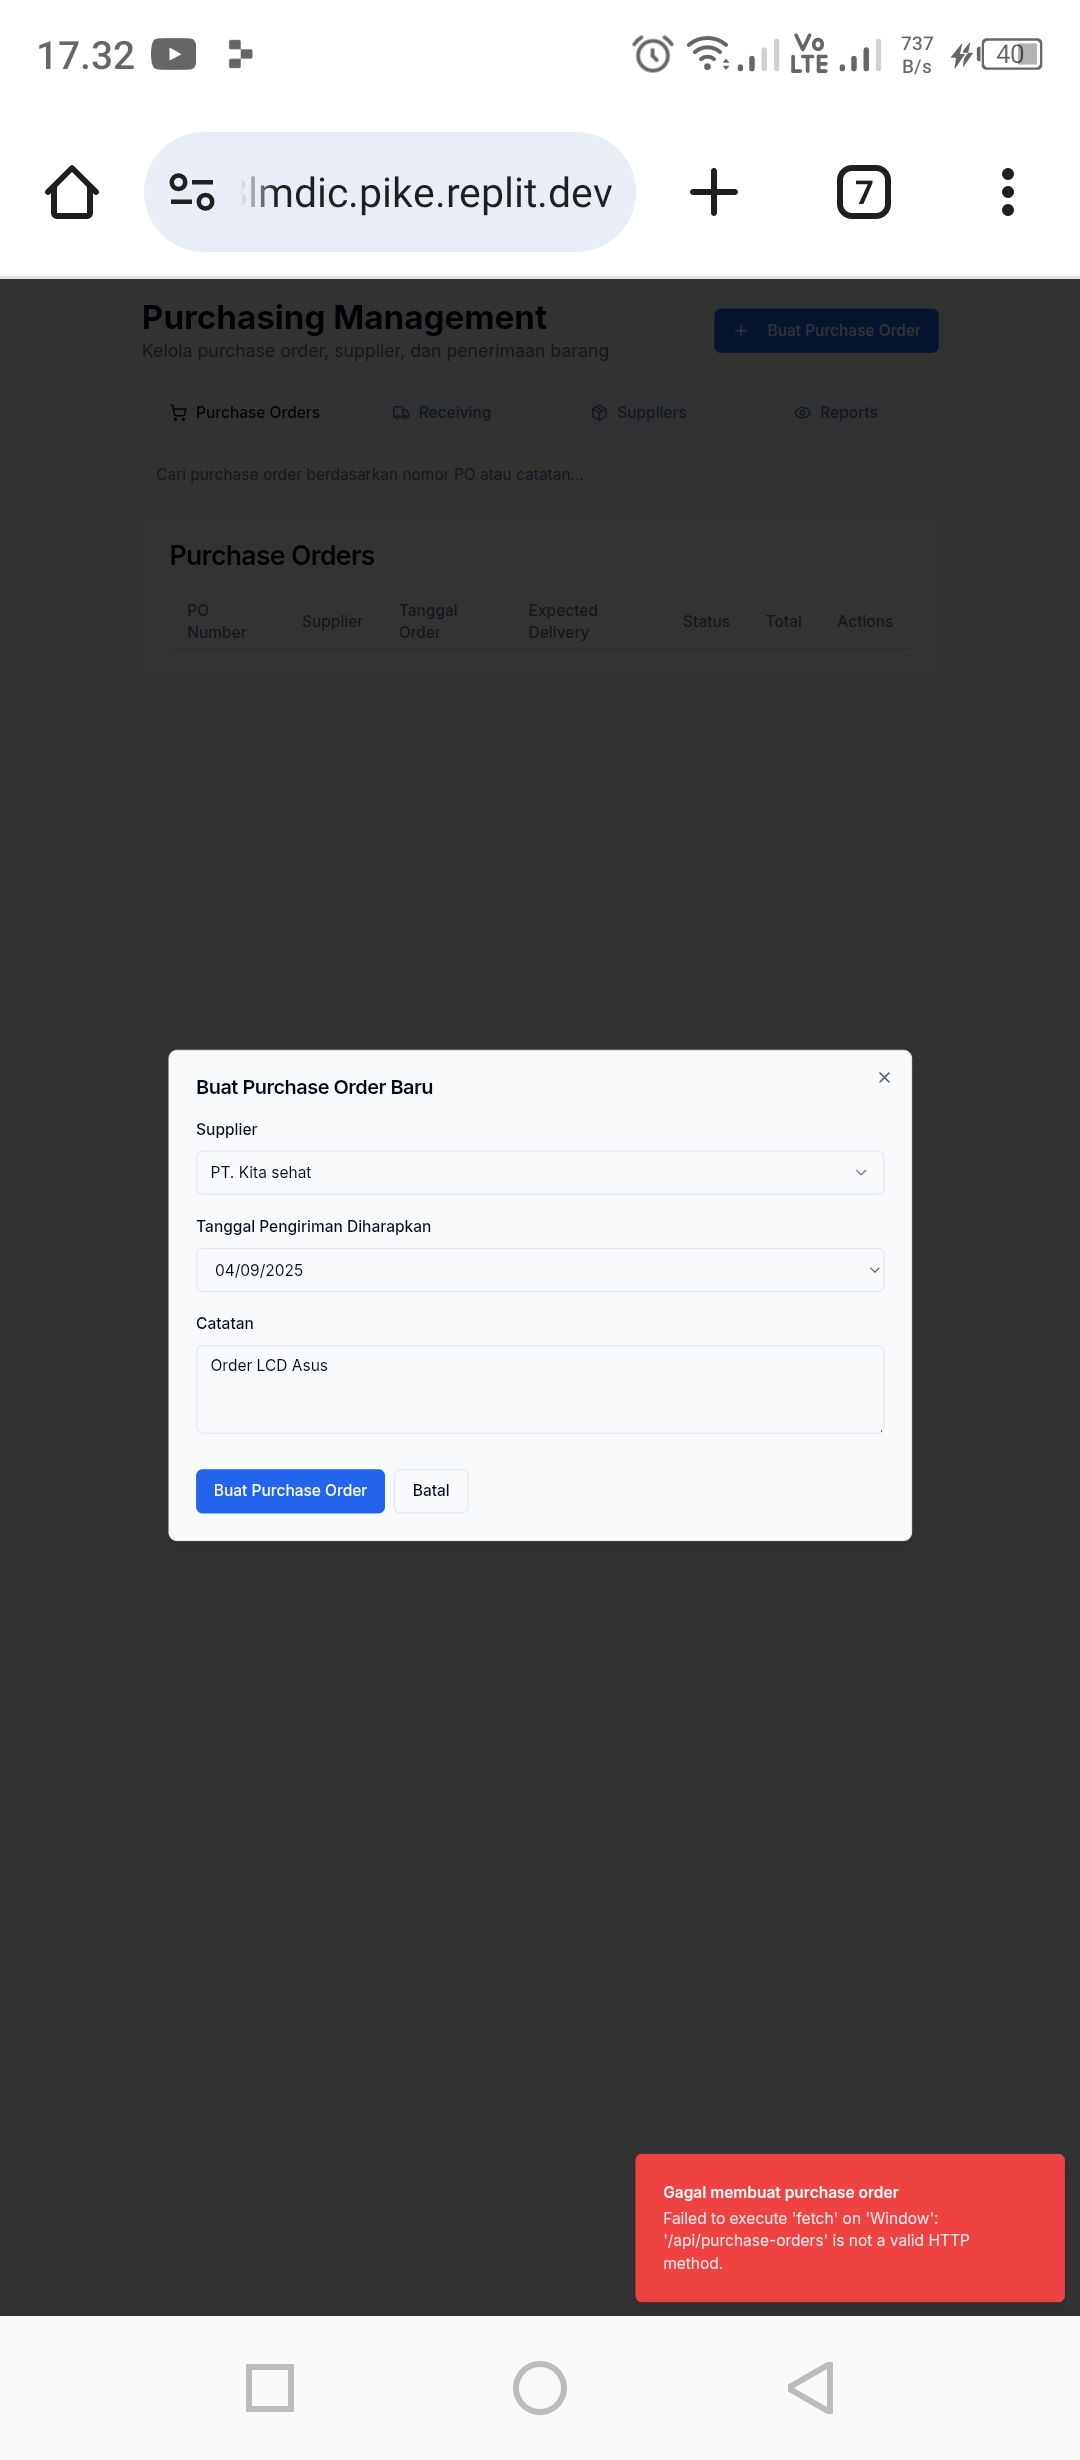 17.32
Vo
LTE
737
B/s
40
lmdic.pike.replit.dev
7
Purchasing Management
Kelola purchase order, supplier, dan penerimaan barang
Buat Purchase Order
Purchase Orders
Receiving
Suppliers
Reports
Cari purchase order berdasarkan nomor PO atau catatan...
Purchase Orders
PO
Number
Supplier
Tanggal
Order
Expected
Delivery
Status
Total
Actions
Buat Purchase Order Baru
Supplier
PT. Kita sehat
Tanggal Pengiriman Diharapkan
04/09/2025
Catatan
Order LCD Asus
Buat Purchase Order
Batal
Gagal membuat purchase order
Failed to execute 'fetch' on 'Window':
'/api/purchase-orders' is not a valid HTTP
method.